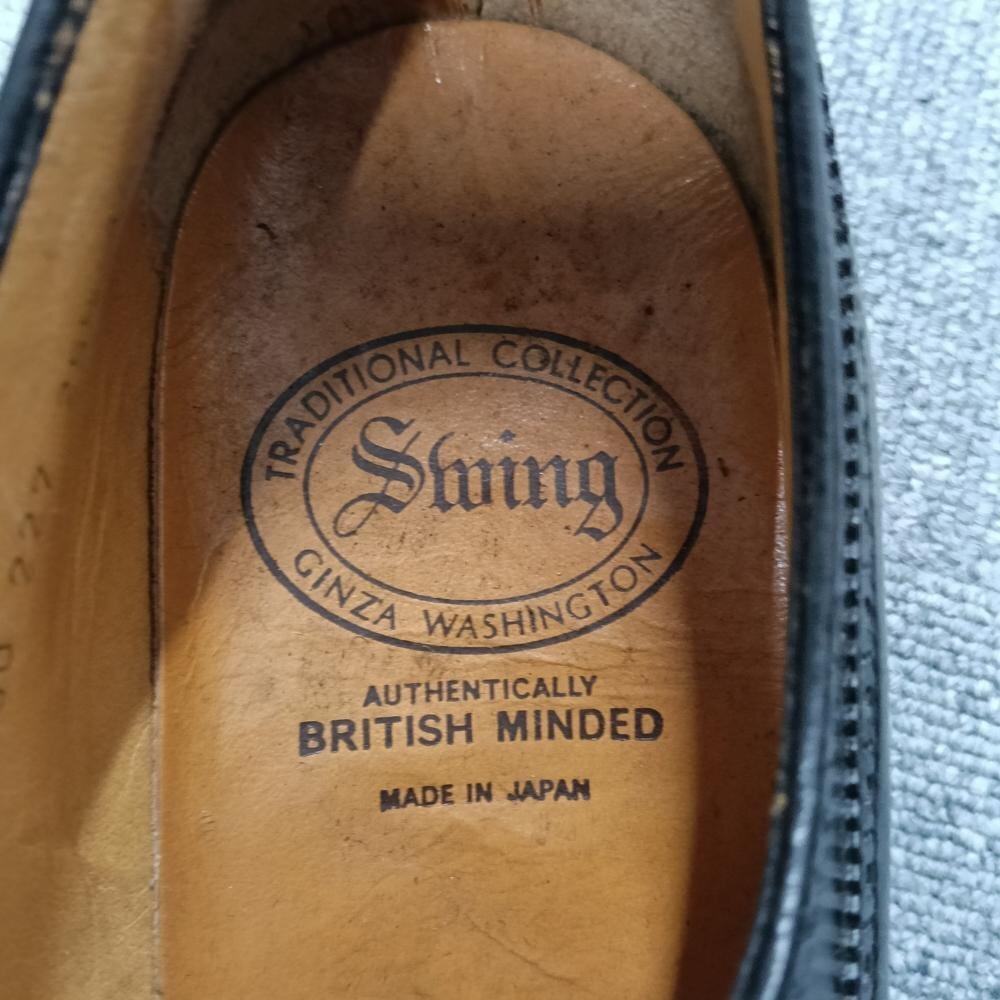 TRADITIONAL COLLECTION
Swing
GINZA WASHINGTON
AUTHENTICALLY
BRITISH MINDED
MADE IN JAPAN